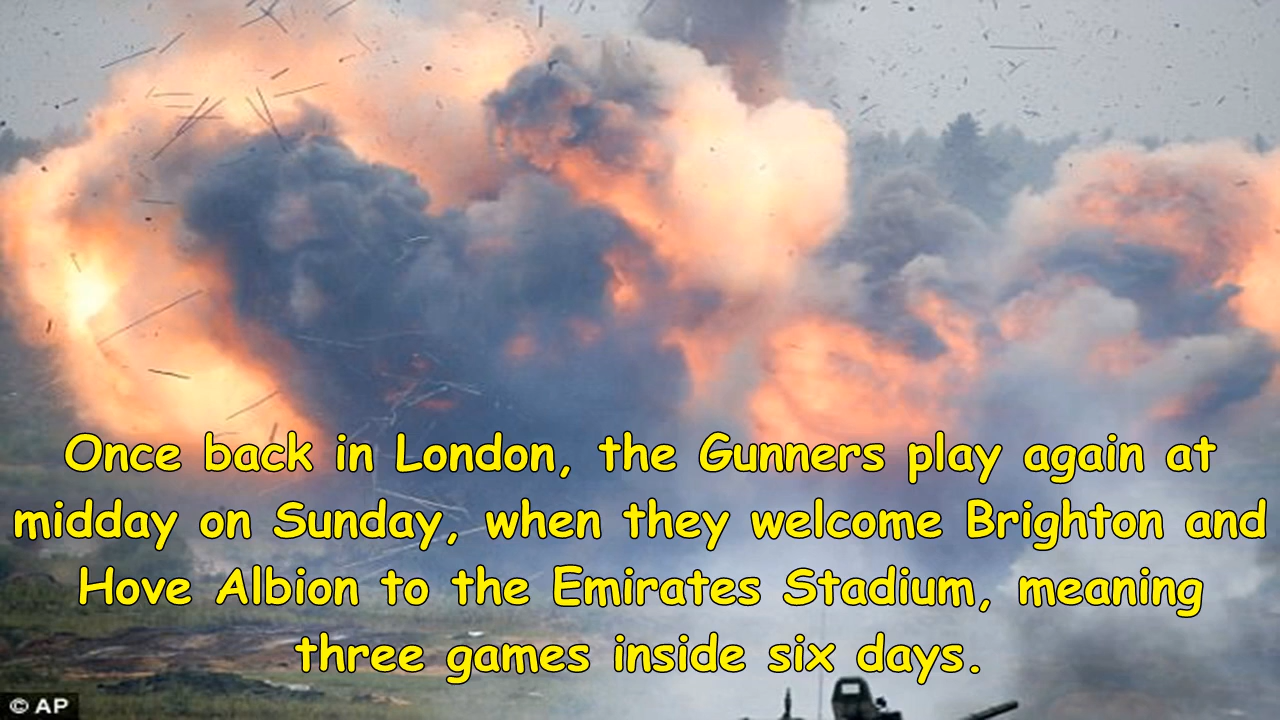 Once back in London, the Gunners play again at
midday on Sunday, when they welcome Brighton and
Hove Albion to the Emirates Stadium, meaning
three games inside six days.
© AP